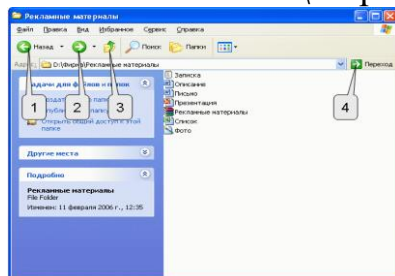 Рекламные материалы
Файл Правка Вид Избранное Сервис Справка
Назад Поиск Папки
D:\Фирма\Рекламные материалы Переход
Задачи для файлов и папок
Открыть общий доступ к этой папке
Другие места
Подробно
Рекламные материалы
File Folder
Изменен: 11 февраля 2006 г., 12:35
Записка
Описание
Письмо
Презентация
Рекламные материалы
Список
Фото
1
2
3
4